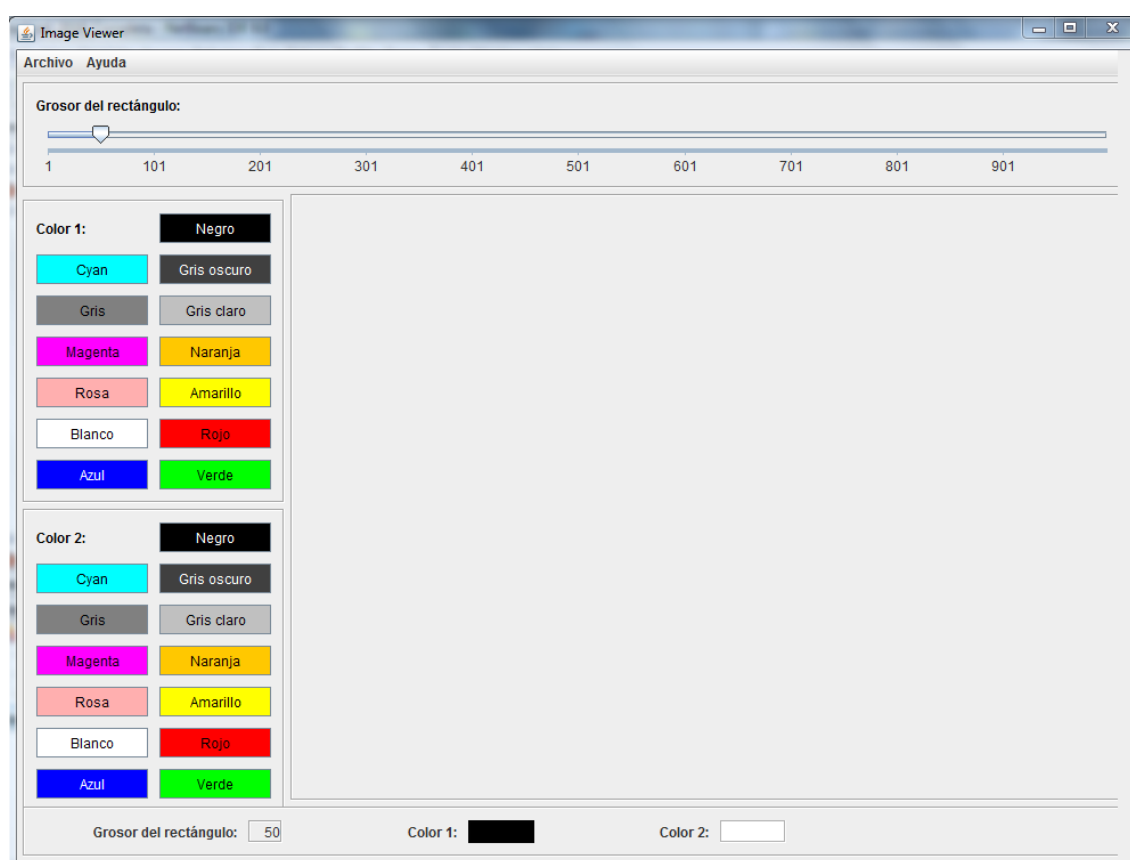 Image Viewer
Archivo Ayuda
Grosor del rectángulo:
1 101 201 301 401 501 601 701 801 901
Color 1: Negro
Cyan Gris oscuro
Gris Gris claro
Magenta Naranja
Rosa Amarillo
Blanco Rojo
Azul Verde
Color 2: Negro
Cyan Gris oscuro
Gris Gris claro
Magenta Naranja
Rosa Amarillo
Blanco Rojo
Azul Verde
Grosor del rectángulo: 50 Color 1: Color 2: